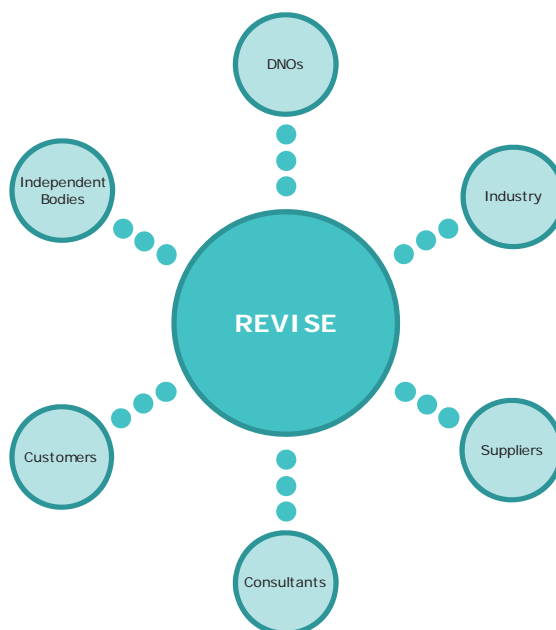 DNOs
Independent
Bodies
Industry
REVISE
Customers
Suppliers
Consultants